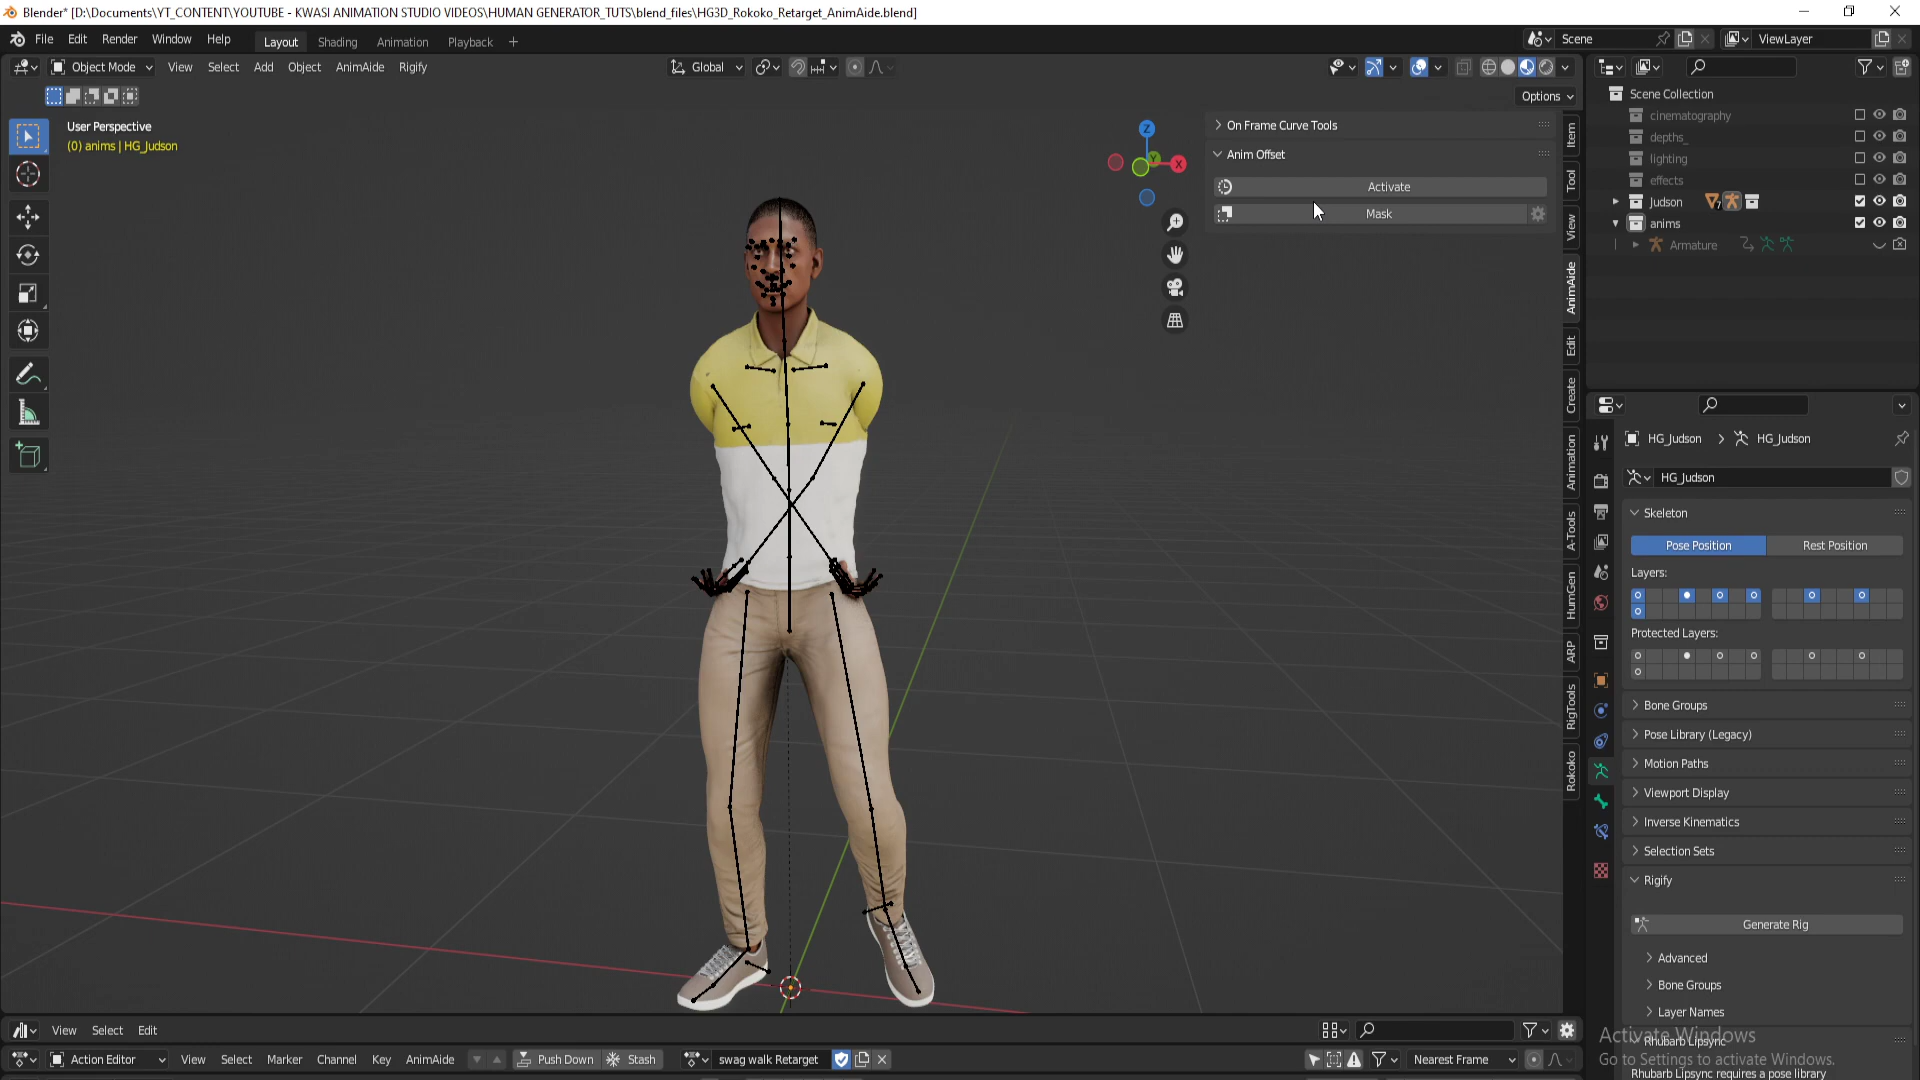 Blender* [D:\Documents\YT_CONTENT\YOUTUBE - KWASI ANIMATION STUDIO VIDEOS\HUMAN GENERATOR_TUTS\blend_files\HG3D_Rokoko_Retarget_AnimAide.blend]
File Edit Render Window Help Layout Shading Animation Playback + Scene ViewLayer
Object Mode View Select Add Object AnimAide Rigify Global
Options
User Perspective
(0) anims | HG_Judson
Z
Y
X
On Frame Curve Tools
Anim Offset
Activate
Mask
Item
Tool
View
AnimAide
Edit
Create
Animation
A-Tools
HumGen
ARP
RigTools
Rokoko
Scene Collection
cinematography
depths_
lighting
effects
Judson 7
anims
Armature
HG_Judson > HG_Judson
HG_Judson
Skeleton
Pose Position Rest Position
Layers:
Protected Layers:
Bone Groups
Pose Library (Legacy)
Motion Paths
Viewport Display
Inverse Kinematics
Selection Sets
Rigify
Generate Rig
Advanced
Bone Groups
Layer Names
Rhubarb Lipsync
Rhubarb Lipsync requires a pose library
Activate Windows
Go to Settings to activate Windows.
View Select Edit
Action Editor View Select Marker Channel Key AnimAide Push Down Stash swag walk Retarget Nearest Frame